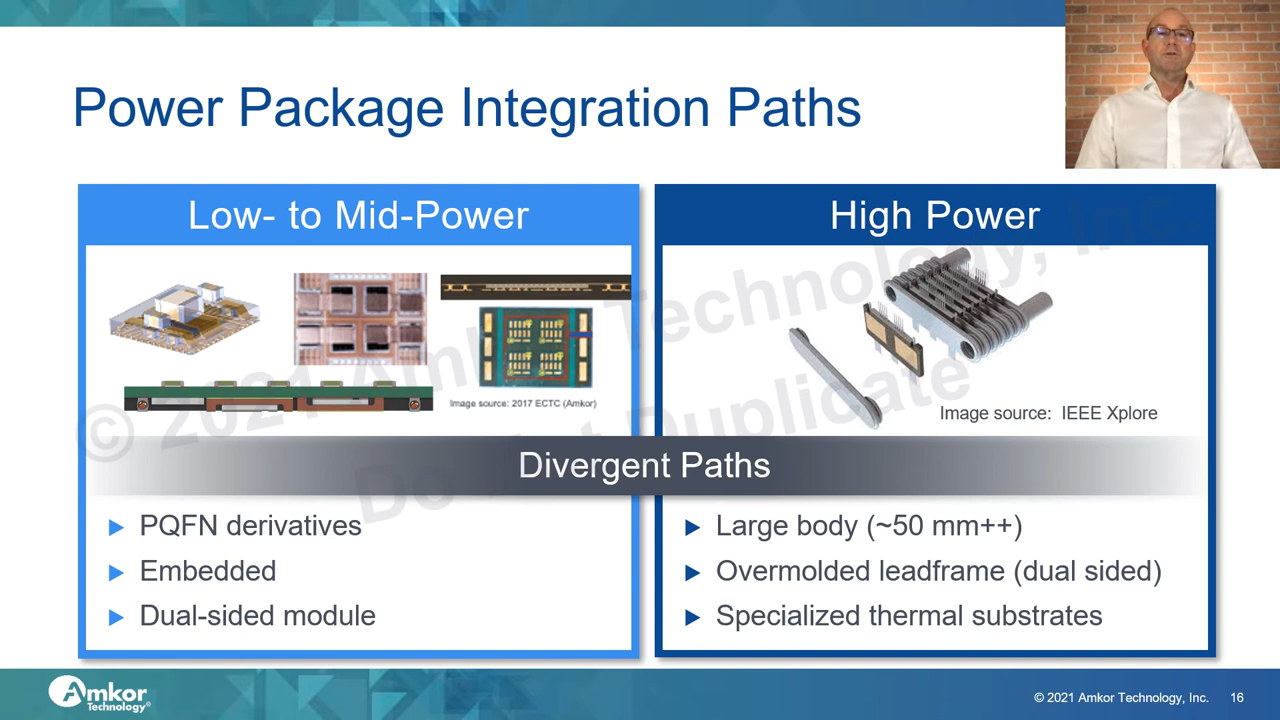 Power Package Integration Paths
Low- to Mid-Power
High Power
Image source: 2017 ECTC (Amkor)
Image source: IEEE Xplore
© 2021 Amkor Technology, Inc.
Do Not Duplicate
Divergent Paths
PQFN derivatives
Embedded
Dual-sided module
Large body (~50 mm++)
Overmolded leadframe (dual sided)
Specialized thermal substrates
Amkor
Technology®
© 2021 Amkor Technology, Inc.
16